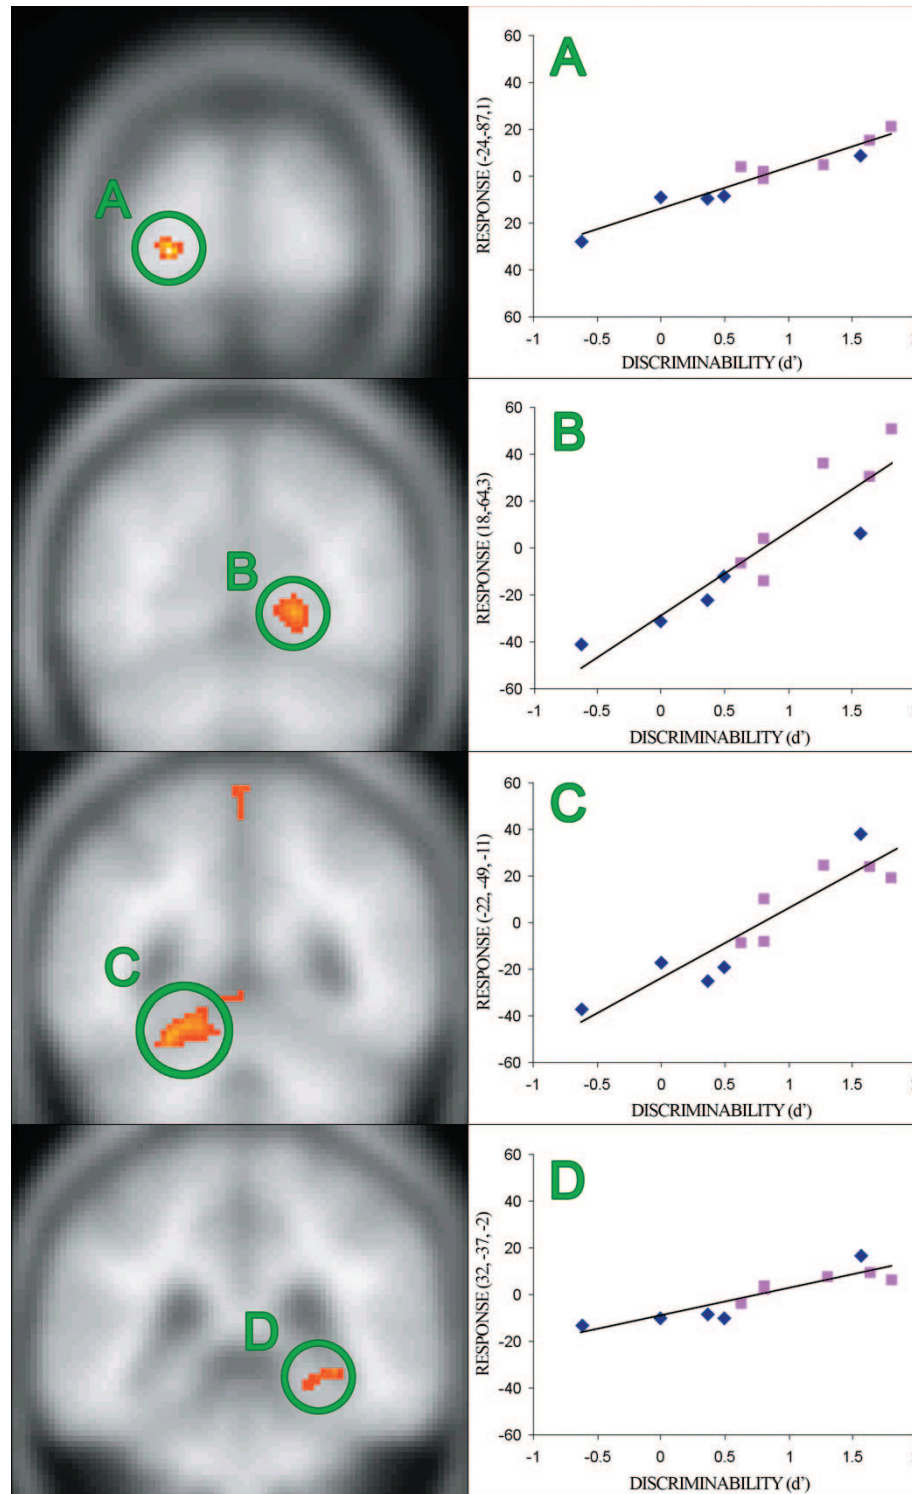 A
A
60
40
20
0
20
40
60
RESPONSE (-24,-87,1)
-1 -0.5 0 0.5 1 1.5
DISCRIMINABILITY (d’)
B
B
60
40
20
0
-20
-40
-60
RESPONSE (18,-64,3)
-1 -0.5 0 0.5 1 1.5
DISCRIMINABILITY (d’)
C
C
60
40
20
0
-20
-40
-60
RESPONSE (-22, -49, -11)
-1 -0.5 0 0.5 1 1.5
DISCRIMINABILITY (d’)
D
D
60
40
20
0
-20
-40
-60
RESPONSE (32, -37, -2)
-1 -0.5 0 0.5 1 1.5
DISCRIMINABILITY (d’)